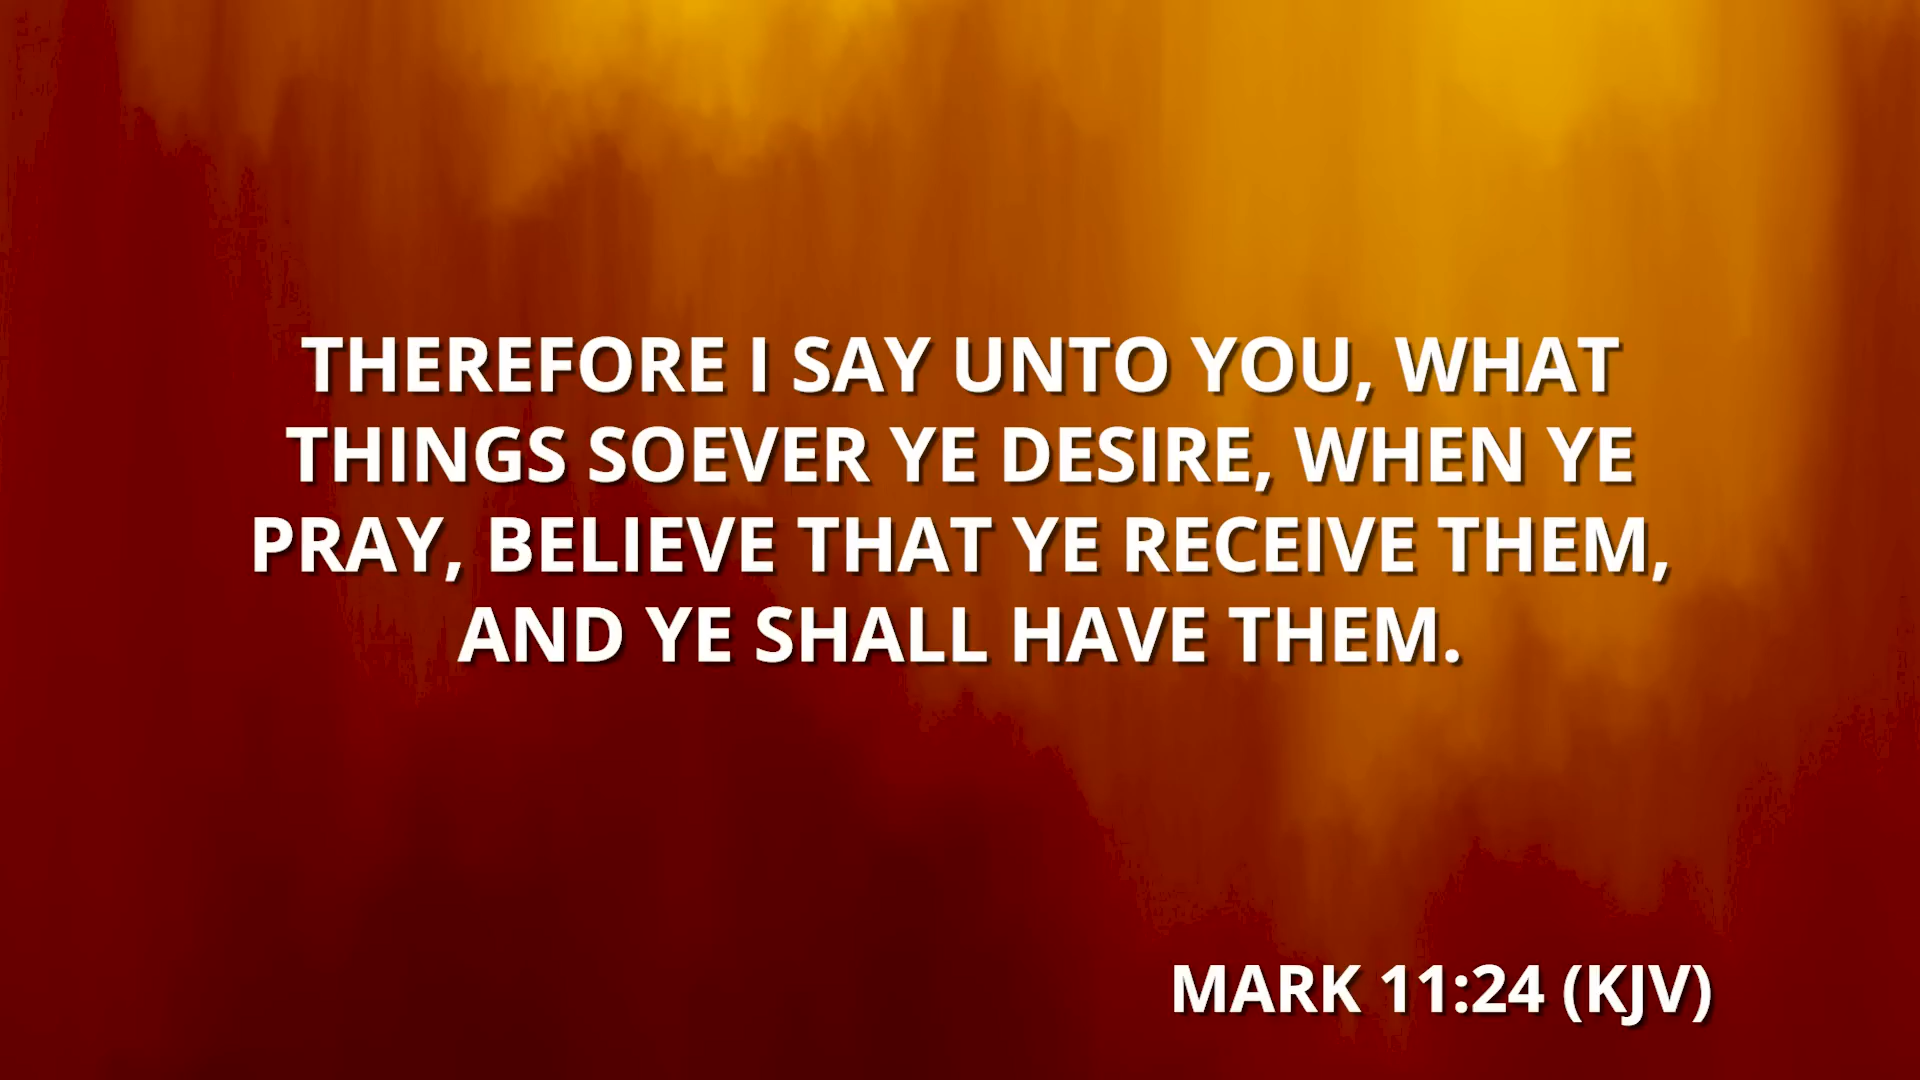 THEREFORE I SAY UNTO YOU, WHAT
THINGS SOEVER YE DESIRE, WHEN YE
PRAY, BELIEVE THAT YE RECEIVE THEM,
AND YE SHALL HAVE THEM.
MARK 11:24 (KJV)